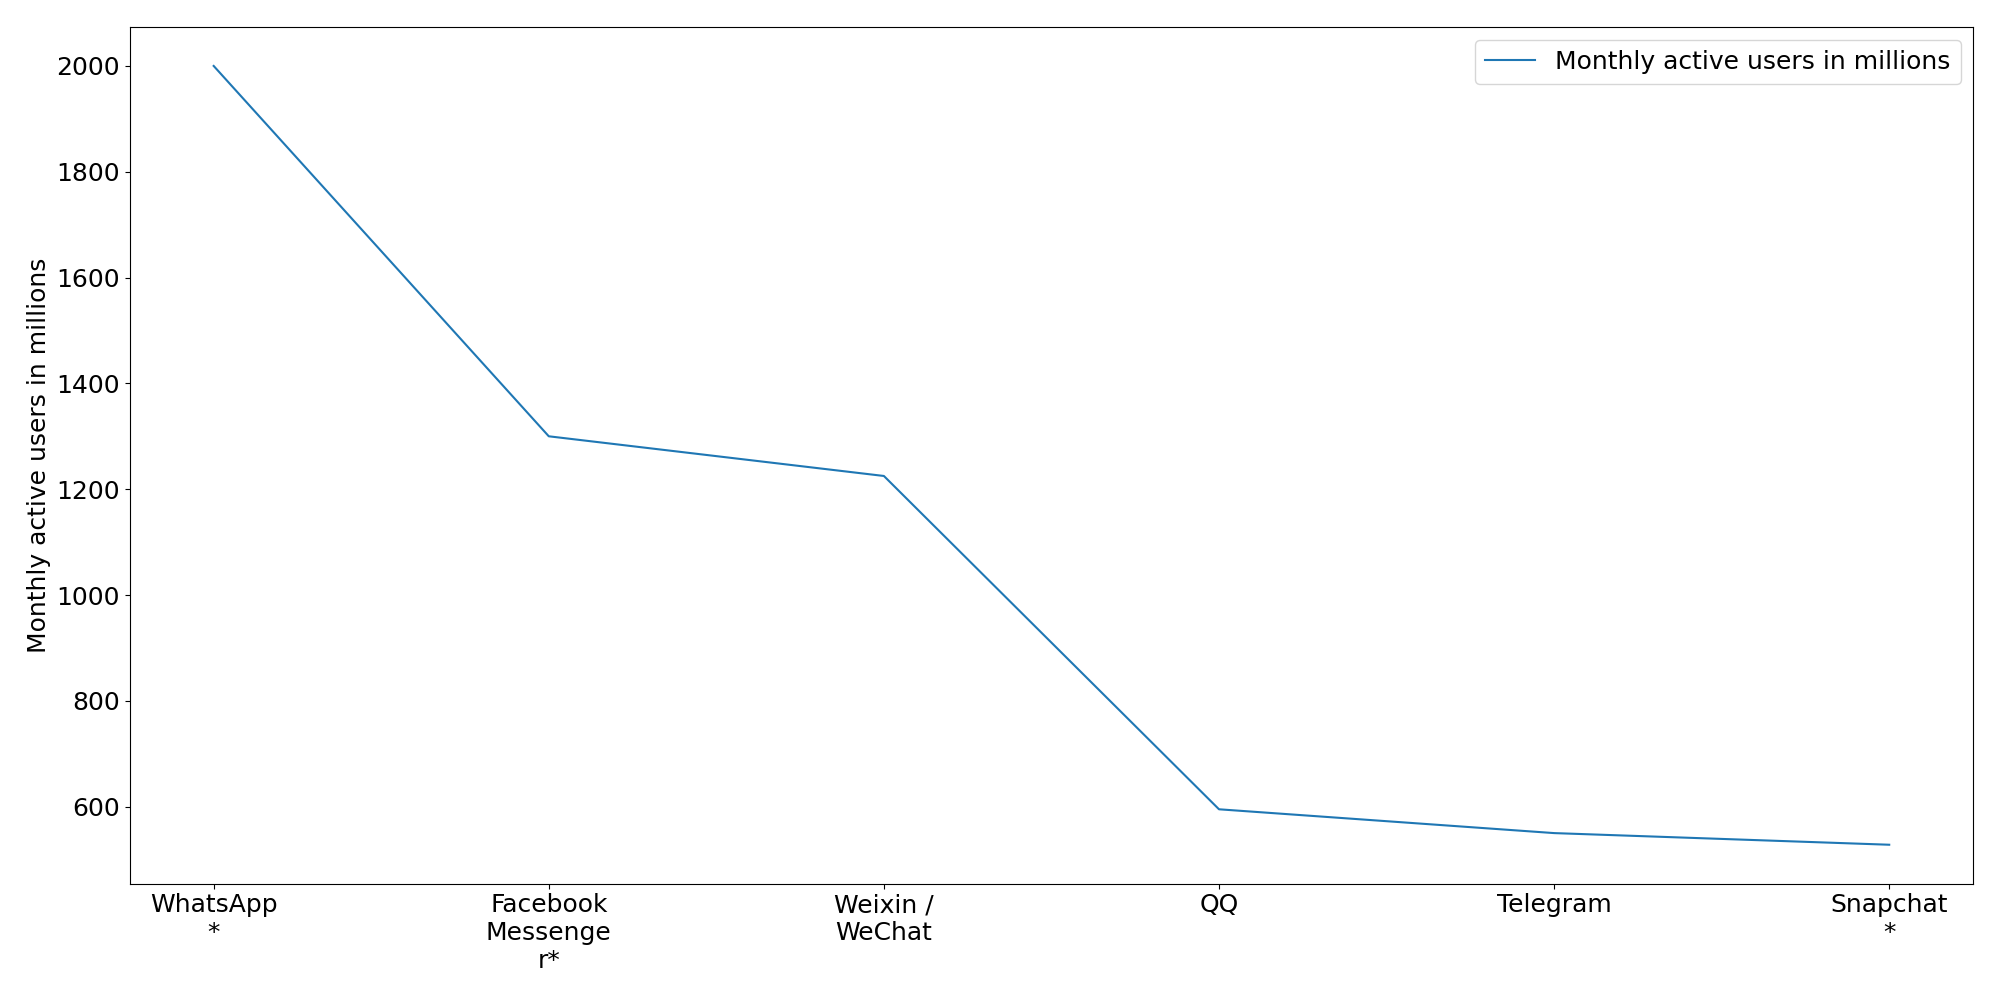 Monthly active users in millions
Monthly active users in millions
2000
1800
1600
1400
1200
1000
800
600
WhatsApp
*
Facebook
Messenge
r*
Weixin /
WeChat
QQ
Telegram
Snapchat
*